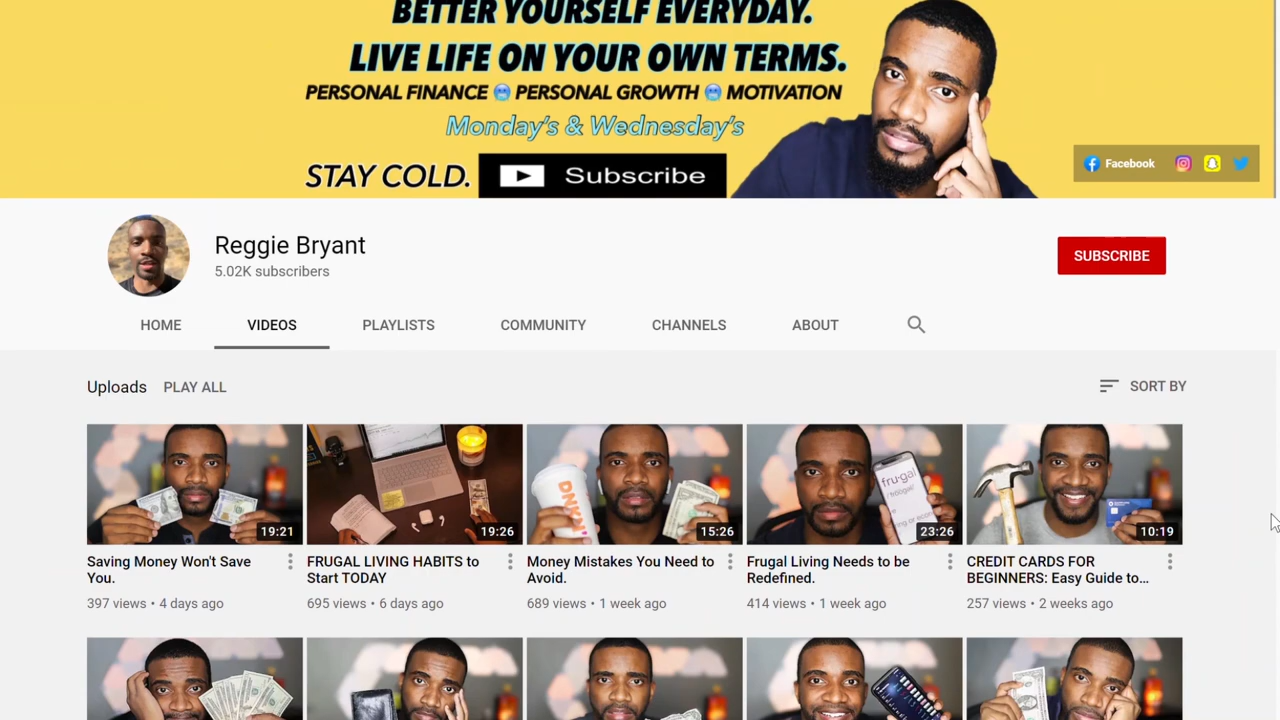 BETTER YOURSELF EVERYDAY.
LIVE LIFE ON YOUR OWN TERMS.
PERSONAL FINANCE 🥶 PERSONAL GROWTH 🥶 MOTIVATION
Monday's & Wednesday's
STAY COLD. Subscribe
Facebook
Reggie Bryant
5.02K subscribers
SUBSCRIBE
HOME VIDEOS PLAYLISTS COMMUNITY CHANNELS ABOUT
Uploads PLAY ALL
SORT BY
19:21
Saving Money Won't Save
You.
397 views • 4 days ago
19:26
FRUGAL LIVING HABITS to
Start TODAY
695 views • 6 days ago
DNKN'
15:26
Money Mistakes You Need to
Avoid.
689 views • 1 week ago
fru·gal
23:26
Frugal Living Needs to be
Redefined.
414 views • 1 week ago
10:19
CREDIT CARDS FOR
BEGINNERS: Easy Guide to...
257 views • 2 weeks ago